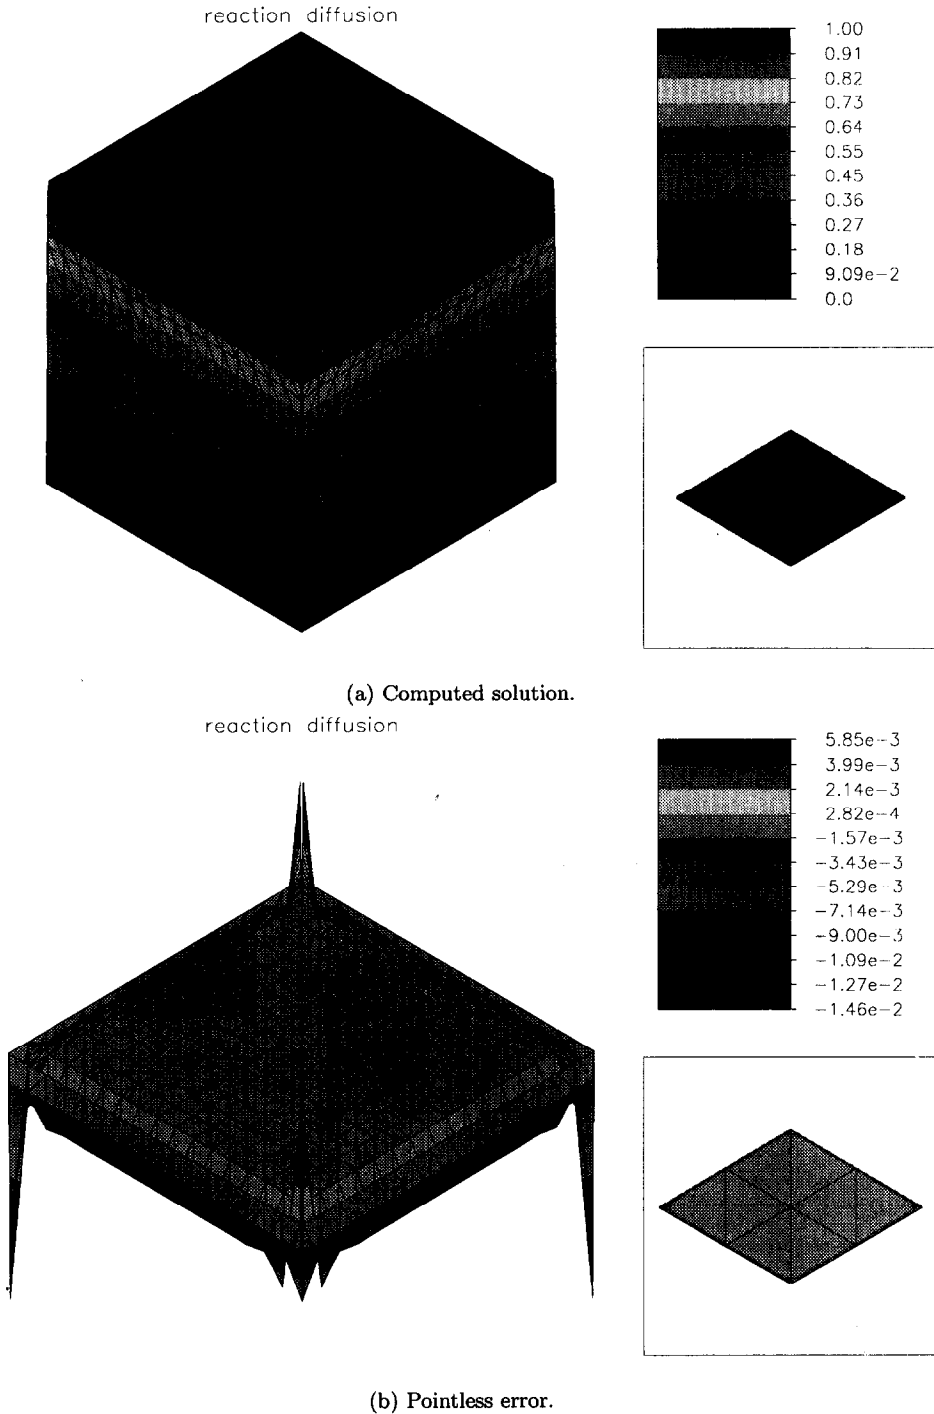 reaction diffusion
1.00
0.91
0.82
0.73
0.64
0.55
0.45
0.36
0.27
0.18
9.09e-2
0.0
(a) Computed solution.
reaction diffusion
5.85e-3
3.99e-3
2.14e-3
2.82e-4
-1.57e-3
-3.43e-3
-5.29e-3
-7.14e-3
-9.00e-3
-1.09e-2
-1.27e-2
-1.46e-2
(b) Pointless error.